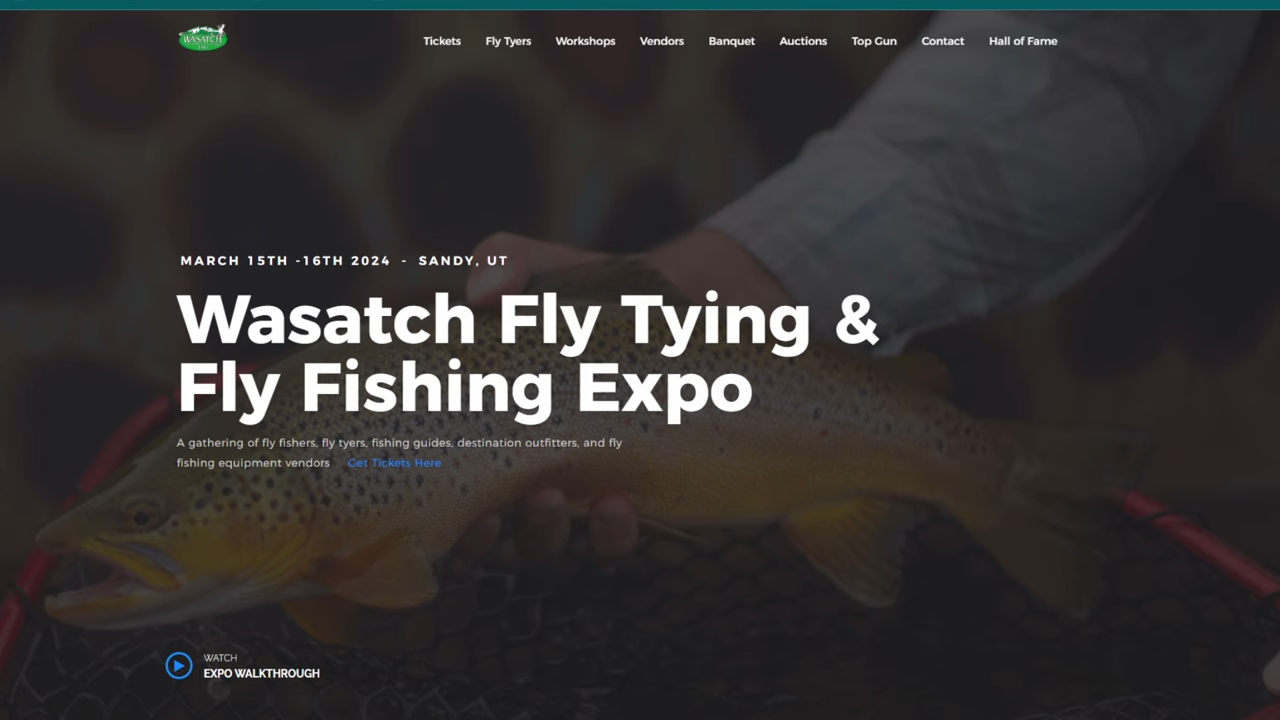 WASATCH
Tickets Fly Tyers Workshops Vendors Banquet Auctions Top Gun Contact Hall of Fame
MARCH 15TH -16TH 2024 - SANDY, UT
Wasatch Fly Tying &
Fly Fishing Expo
A gathering of fly fishers, fly tyers, fishing guides, destination outfitters, and fly
fishing equipment vendors Get Tickets Here
WATCH
EXPO WALKTHROUGH